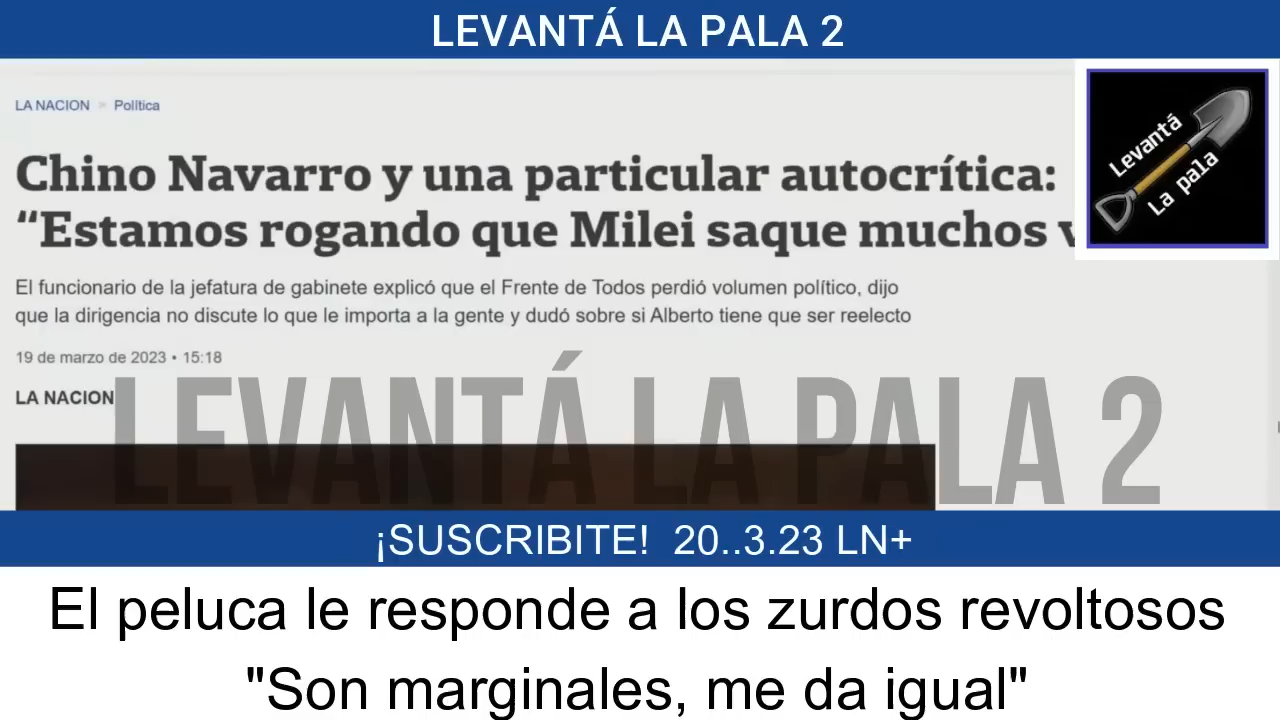 LEVANTÁ LA PALA 2
LA NACION > Política
Levantá
La pala
Chino Navarro y una particular autocrítica:
“Estamos rogando que Milei saque muchos
El funcionario de la jefatura de gabinete explicó que el Frente de Todos perdió volumen político, dijo
que la dirigencia no discute lo que le importa a la gente y dudó sobre si Alberto tiene que ser reelecto
19 de marzo de 2023 • 15:18
LA NACION
LEVANTÁ LA PALA 2
¡SUSCRIBITE! 20..3.23 LN+
El peluca le responde a los zurdos revoltosos
"Son marginales, me da igual"